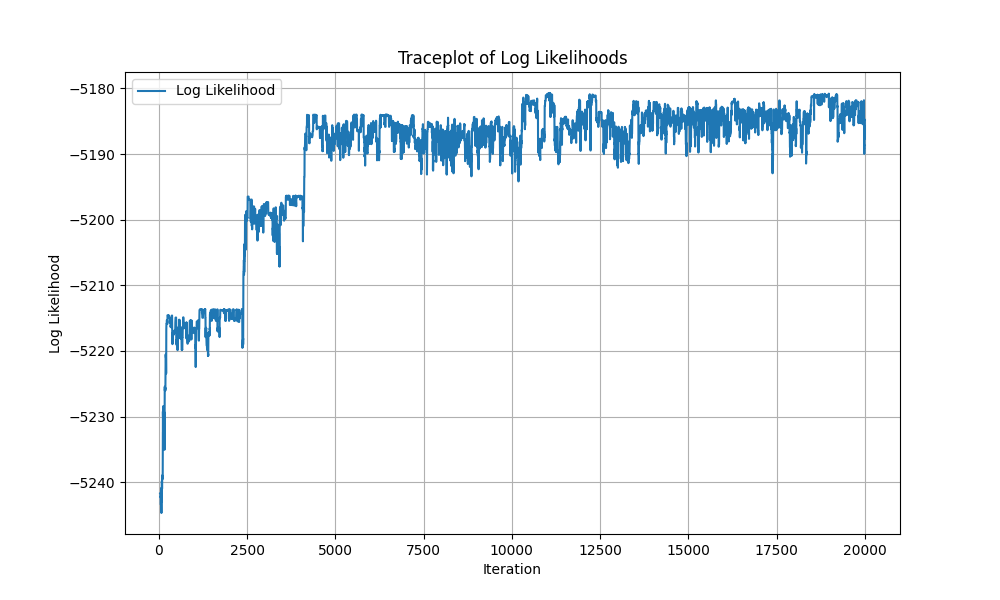 Traceplot of Log Likelihoods
Log Likelihood
−5180
−5190
−5200
−5210
−5220
−5230
−5240
Log Likelihood
0 2500 5000 7500 10000 12500 15000 17500 20000
Iteration